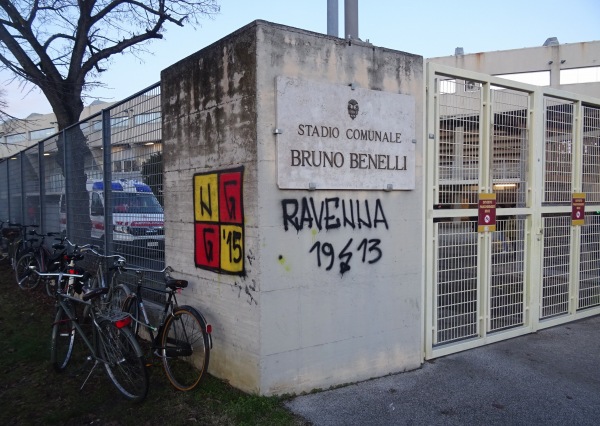 STADIO COMUNALE
BRUNO BENELLI
RAVENNA
19 13
N G
G '15